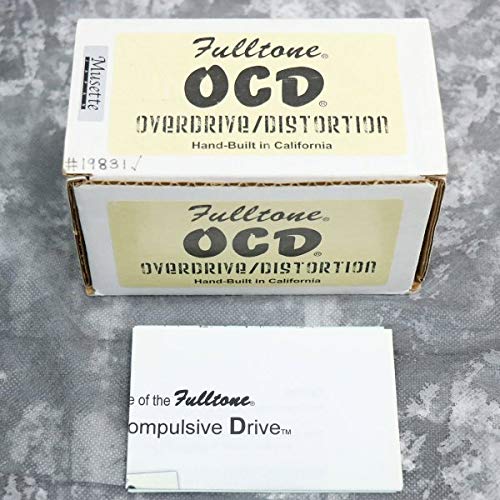 Fulltone®
OCD®
OVERDRIVE/DISTORTION
Hand-Built in California
Musette
#19831✓
Fulltone®
OCD®
OVERDRIVE/DISTORTION
Hand-Built in California
e of the Fulltone®
ompulsive Drive™